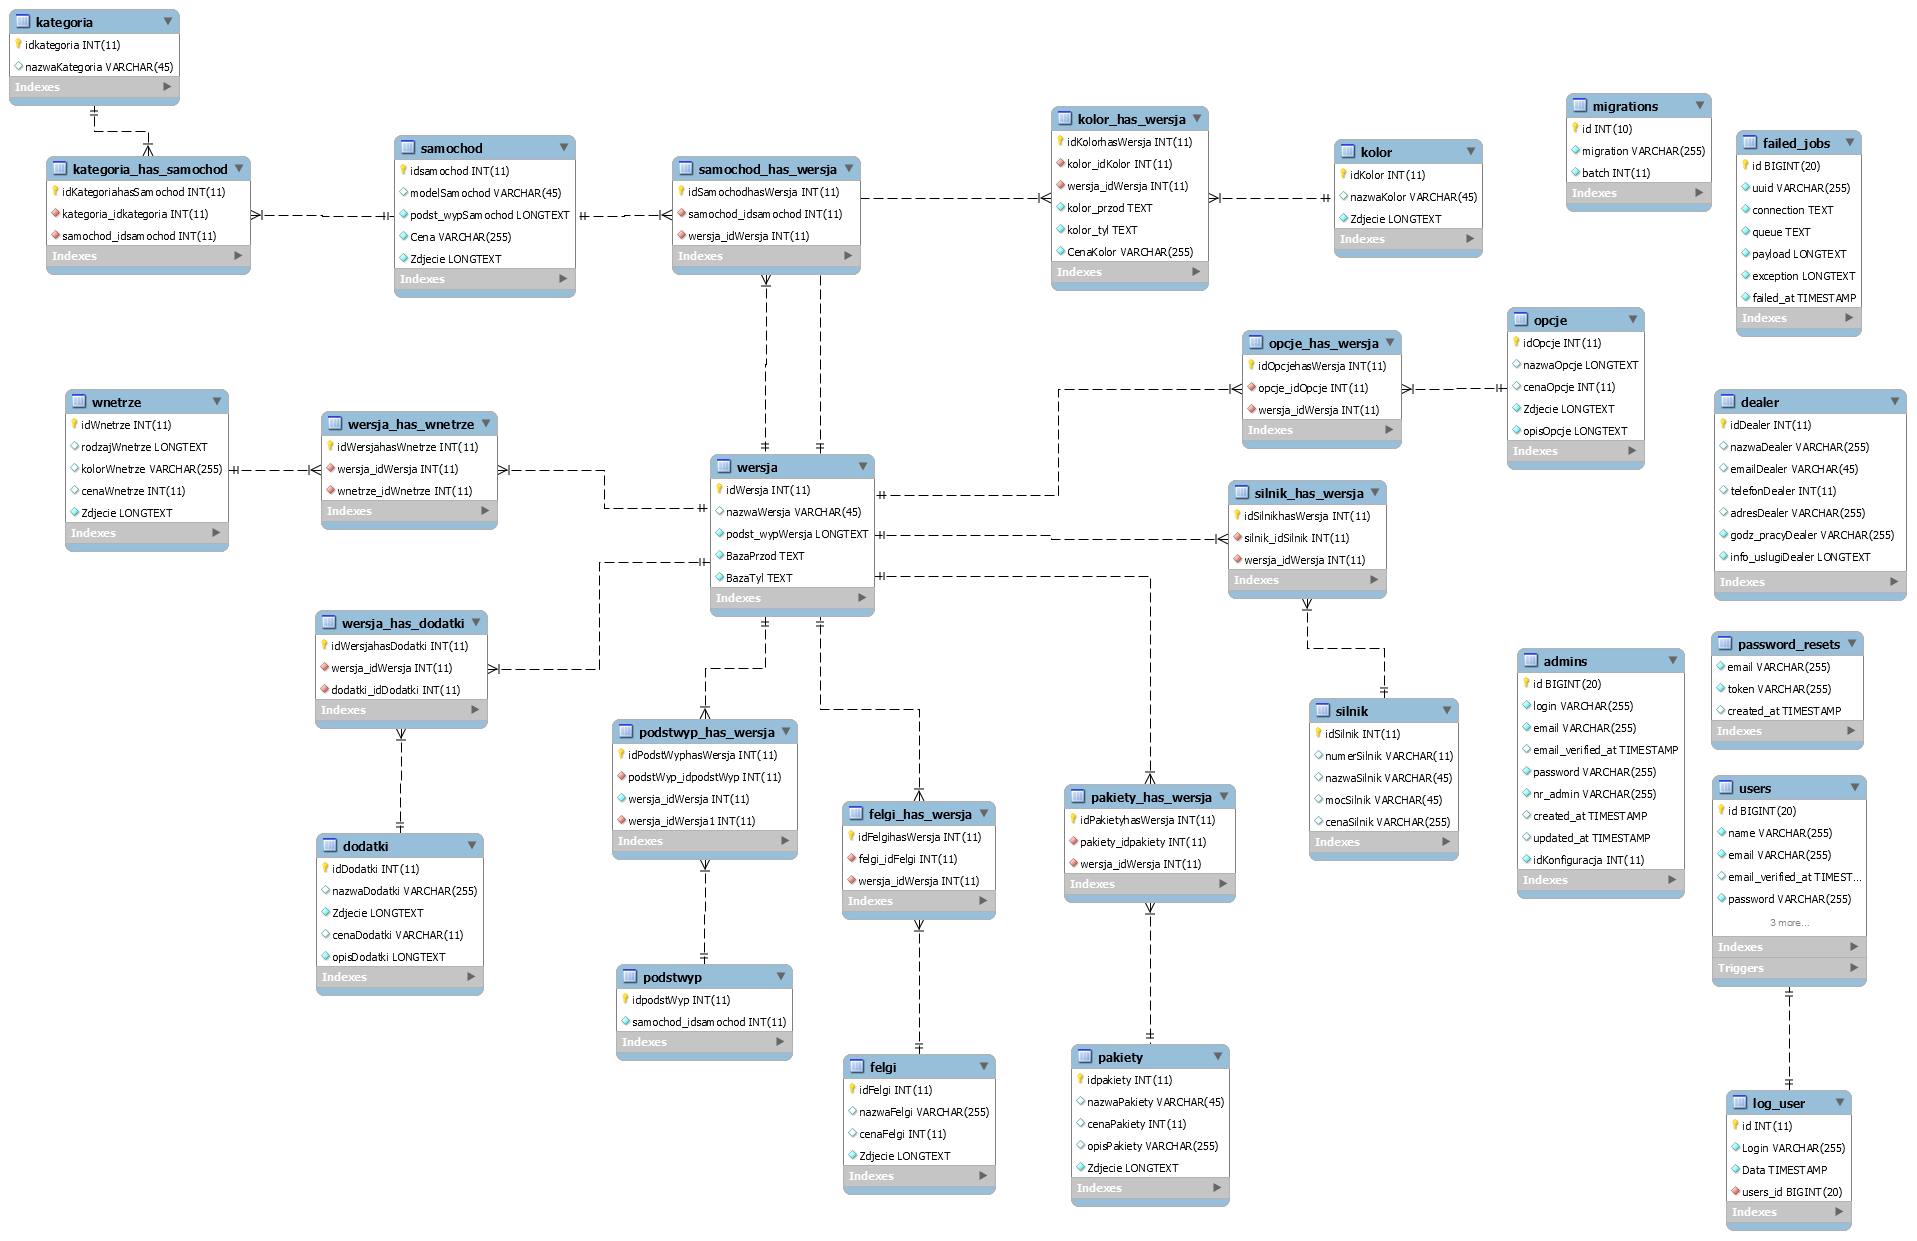 kategoria
idkategoria INT(11)
nazwaKategoria VARCHAR(45)
Indexes
kategoria_has_samochod
idKategoriahasSamochod INT(11)
kategoria_idkategoria INT(11)
samochod_idsamochod INT(11)
Indexes
samochod
idsamochod INT(11)
modelSamochod VARCHAR(45)
podst_wypSamochod LONGTEXT
Cena VARCHAR(255)
Zdjecie LONGTEXT
Indexes
samochod_has_wersja
idSamochodhasWersja INT(11)
samochod_idsamochod INT(11)
wersja_idWersja INT(11)
Indexes
kolor_has_wersja
idKolorhasWersja INT(11)
kolor_idKolor INT(11)
wersja_idWersja INT(11)
kolor_przod TEXT
kolor_tyl TEXT
CenaKolor VARCHAR(255)
Indexes
kolor
idKolor INT(11)
nazwaKolor VARCHAR(45)
Zdjecie LONGTEXT
Indexes
migrations
id INT(10)
migration VARCHAR(255)
batch INT(11)
Indexes
failed_jobs
id BIGINT(20)
uuid VARCHAR(255)
connection TEXT
queue TEXT
payload LONGTEXT
exception LONGTEXT
failed_at TIMESTAMP
Indexes
wnetrze
idWnetrze INT(11)
rodzajWnetrze LONGTEXT
kolorWnetrze VARCHAR(255)
cenaWnetrze INT(11)
Zdjecie LONGTEXT
Indexes
wersja_has_wnetrze
idWersjahasWnetrze INT(11)
wersja_idWersja INT(11)
wnetrze_idWnetrze INT(11)
Indexes
wersja
idWersja INT(11)
nazwaWersja VARCHAR(45)
podst_wypWersja LONGTEXT
BazaPrzod TEXT
BazaTyl TEXT
Indexes
opcje_has_wersja
idOpcjehasWersja INT(11)
opcje_idOpcje INT(11)
wersja_idWersja INT(11)
Indexes
opcje
idOpcje INT(11)
nazwaOpcje LONGTEXT
cenaOpcje INT(11)
Zdjecie LONGTEXT
opisOpcje LONGTEXT
Indexes
dealer
idDealer INT(11)
nazwaDealer VARCHAR(255)
emailDealer VARCHAR(45)
telefonDealer INT(11)
adresDealer VARCHAR(255)
godz_pracyDealer VARCHAR(255)
info_uslugiDealer LONGTEXT
Indexes
silnik_has_wersja
idSilnikhasWersja INT(11)
silnik_idSilnik INT(11)
wersja_idWersja INT(11)
Indexes
wersja_has_dodatki
idWersjahasDodatki INT(11)
wersja_idWersja INT(11)
dodatki_idDodatki INT(11)
Indexes
podstwyp_has_wersja
idPodstWyphasWersja INT(11)
podstWyp_idpodstWyp INT(11)
wersja_idWersja INT(11)
wersja_idWersja1 INT(11)
Indexes
felgi_has_wersja
idFelgihasWersja INT(11)
felgi_idFelgi INT(11)
wersja_idWersja INT(11)
Indexes
pakiety_has_wersja
idPakietyhasWersja INT(11)
pakiety_idpakiety INT(11)
wersja_idWersja INT(11)
Indexes
silnik
idSilnik INT(11)
numerSilnik VARCHAR(11)
nazwaSilnik VARCHAR(45)
mocSilnik VARCHAR(45)
cenaSilnik VARCHAR(255)
Indexes
admins
id BIGINT(20)
login VARCHAR(255)
email VARCHAR(255)
email_verified_at TIMESTAMP
password VARCHAR(255)
nr_admin VARCHAR(255)
created_at TIMESTAMP
updated_at TIMESTAMP
idKonfiguracja INT(11)
Indexes
password_resets
email VARCHAR(255)
token VARCHAR(255)
created_at TIMESTAMP
Indexes
users
id BIGINT(20)
name VARCHAR(255)
email VARCHAR(255)
email_verified_at TIMEST...
password VARCHAR(255)
3 more...
Indexes
Triggers
dodatki
idDodatki INT(11)
nazwaDodatki VARCHAR(255)
Zdjecie LONGTEXT
cenaDodatki VARCHAR(11)
opisDodatki LONGTEXT
Indexes
podstwyp
idpodstWyp INT(11)
samochod_idsamochod INT(11)
Indexes
felgi
idFelgi INT(11)
nazwaFelgi VARCHAR(255)
cenaFelgi INT(11)
Zdjecie LONGTEXT
Indexes
pakiety
idpakiety INT(11)
nazwaPakiety VARCHAR(45)
cenaPakiety INT(11)
opisPakiety VARCHAR(255)
Zdjecie LONGTEXT
Indexes
log_user
id INT(11)
Login VARCHAR(255)
Data TIMESTAMP
users_id BIGINT(20)
Indexes